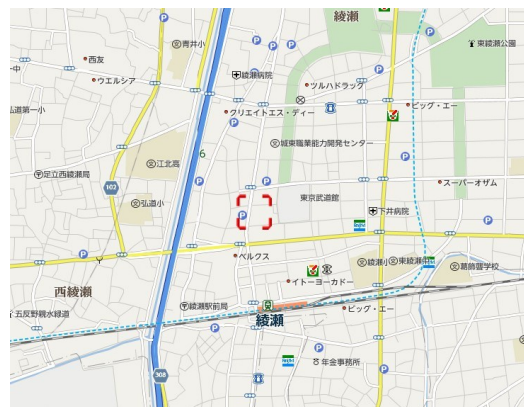 綾瀬
青井小
東綾瀬公園
西友
一中
綾瀬病院
ウエルシア
ツルハドラッグ
弘道第一小
クリエイトエス・ディー
ビッグ・エー
城東職業能力開発センター
6
江北高
足立西綾瀬局
102
スーパーオザム
東京武道館
弘道小
下井病院
ベルクス
綾瀬小
東綾瀬
葛飾盲学校
イトーヨーカドー
西綾瀬
綾瀬駅前局
ビッグ・エー
五反野親水緑道
綾瀬
年金事務所
308